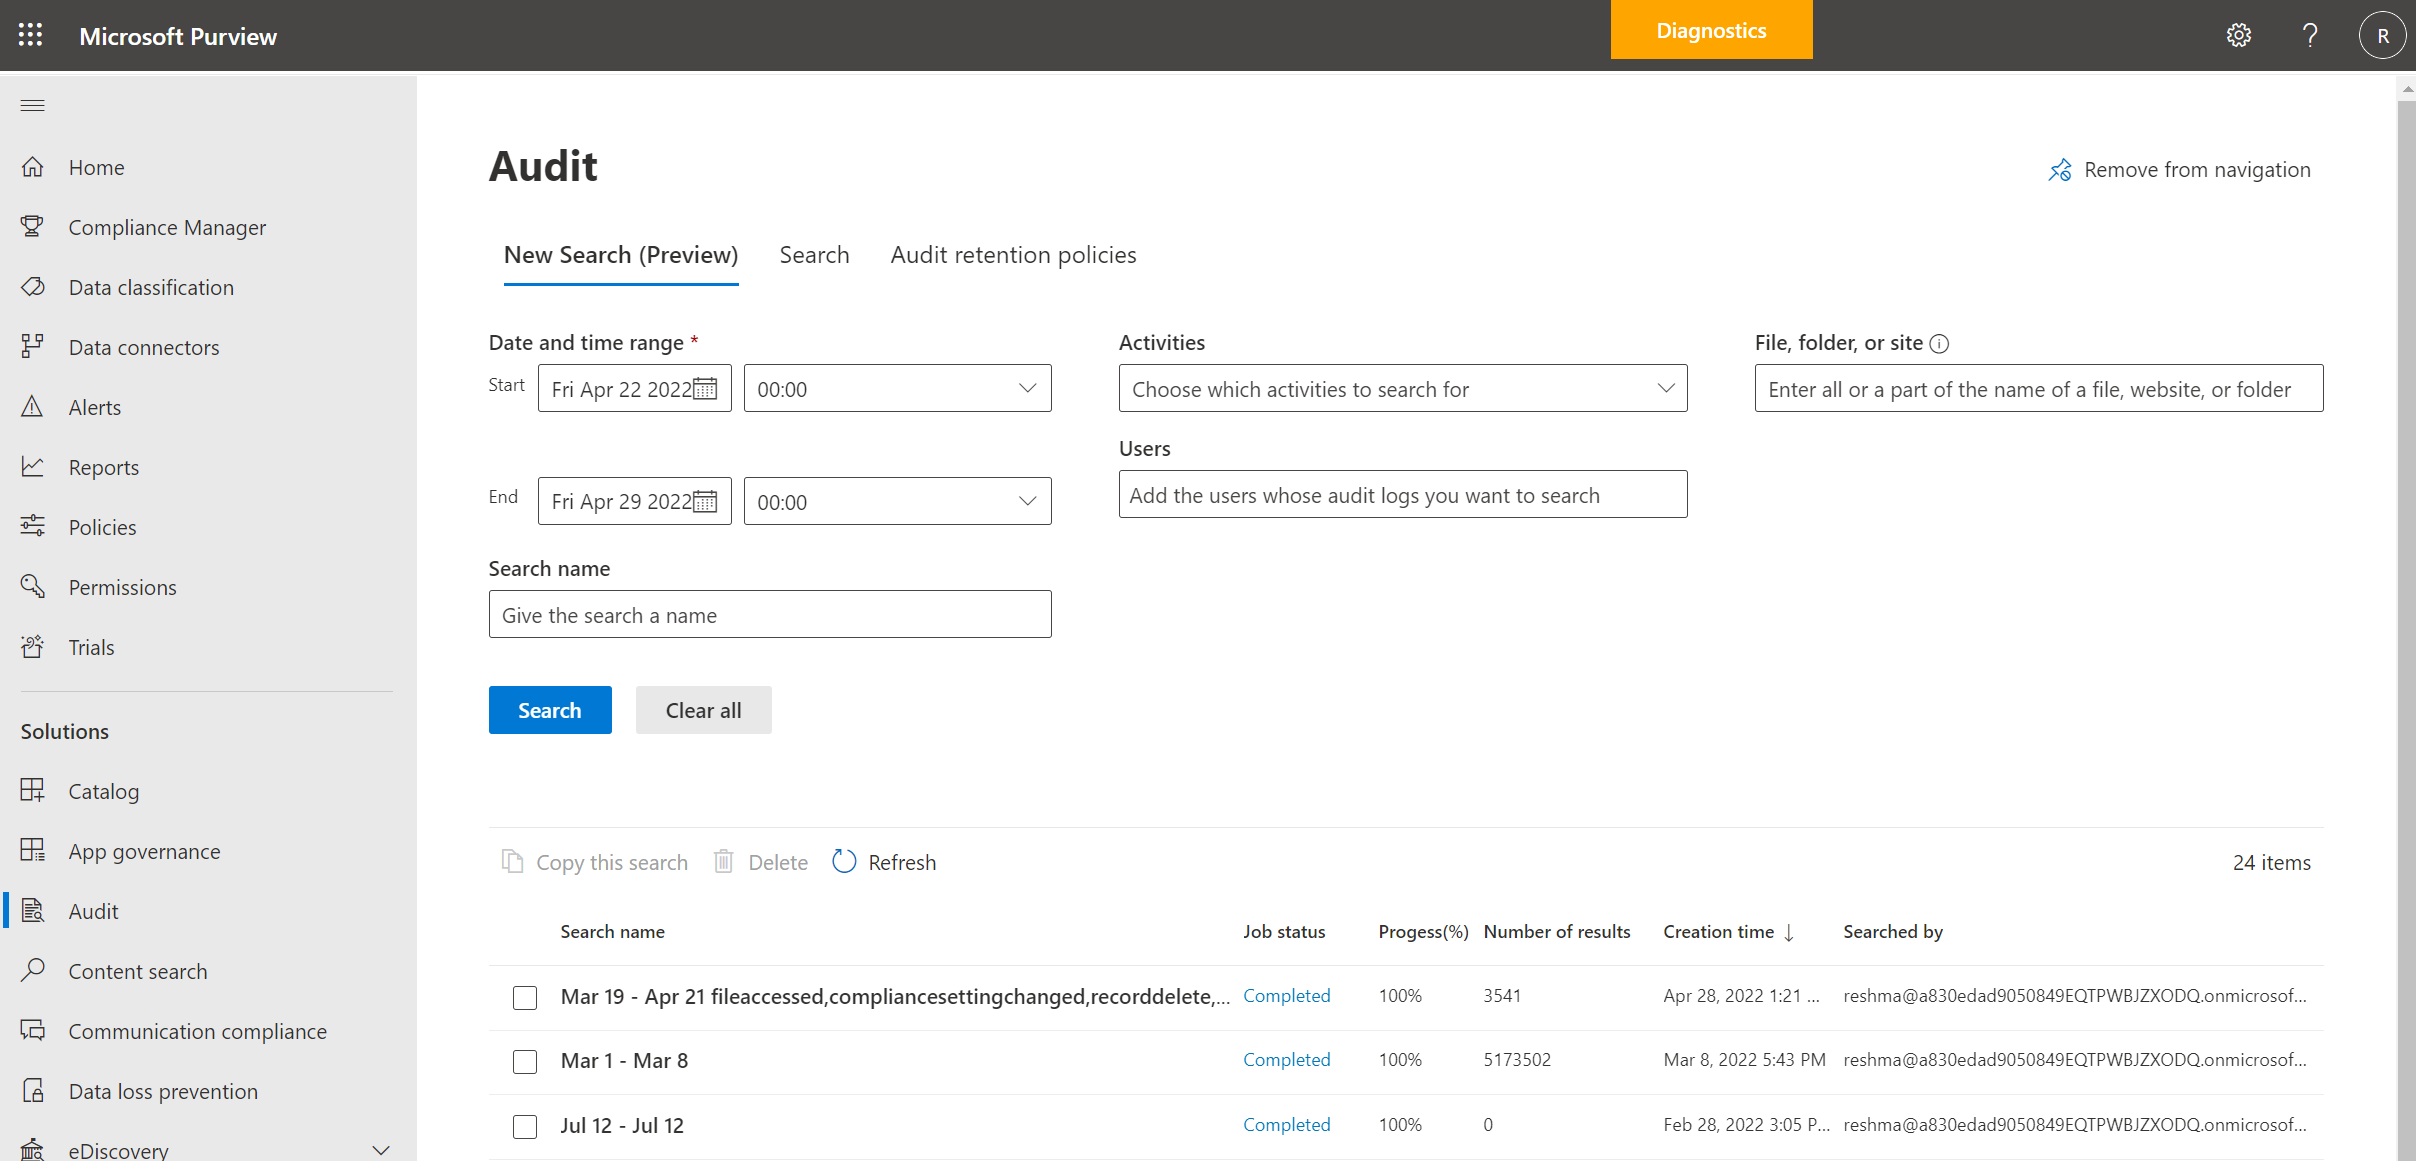 Microsoft Purview
Diagnostics
?
R
Home
Compliance Manager
Data classification
Data connectors
Alerts
Reports
Policies
Permissions
Trials
Solutions
Catalog
App governance
Audit
Content search
Communication compliance
Data loss prevention
eDiscovery
Audit
Remove from navigation
New Search (Preview)
Search
Audit retention policies
Date and time range *
Start
Fri Apr 22 2022
00:00
End
Fri Apr 29 2022
00:00
Search name
Give the search a name
Activities
Choose which activities to search for
Users
Add the users whose audit logs you want to search
File, folder, or site
Enter all or a part of the name of a file, website, or folder
Search
Clear all
Copy this search
Delete
Refresh
24 items
Search name Job status Progess(%) Number of results Creation time ↓ Searched by
Mar 19 - Apr 21 fileaccessed,compliancesettingchanged,recorddelete,... Completed 100% 3541 Apr 28, 2022 1:21 ... reshma@a830edad9050849EQTPWBJZXODQ.onmicrosof...
Mar 1 - Mar 8 Completed 100% 5173502 Mar 8, 2022 5:43 PM reshma@a830edad9050849EQTPWBJZXODQ.onmicrosof...
Jul 12 - Jul 12 Completed 100% 0 Feb 28, 2022 3:05 P... reshma@a830edad9050849EQTPWBJZXODQ.onmicrosof...